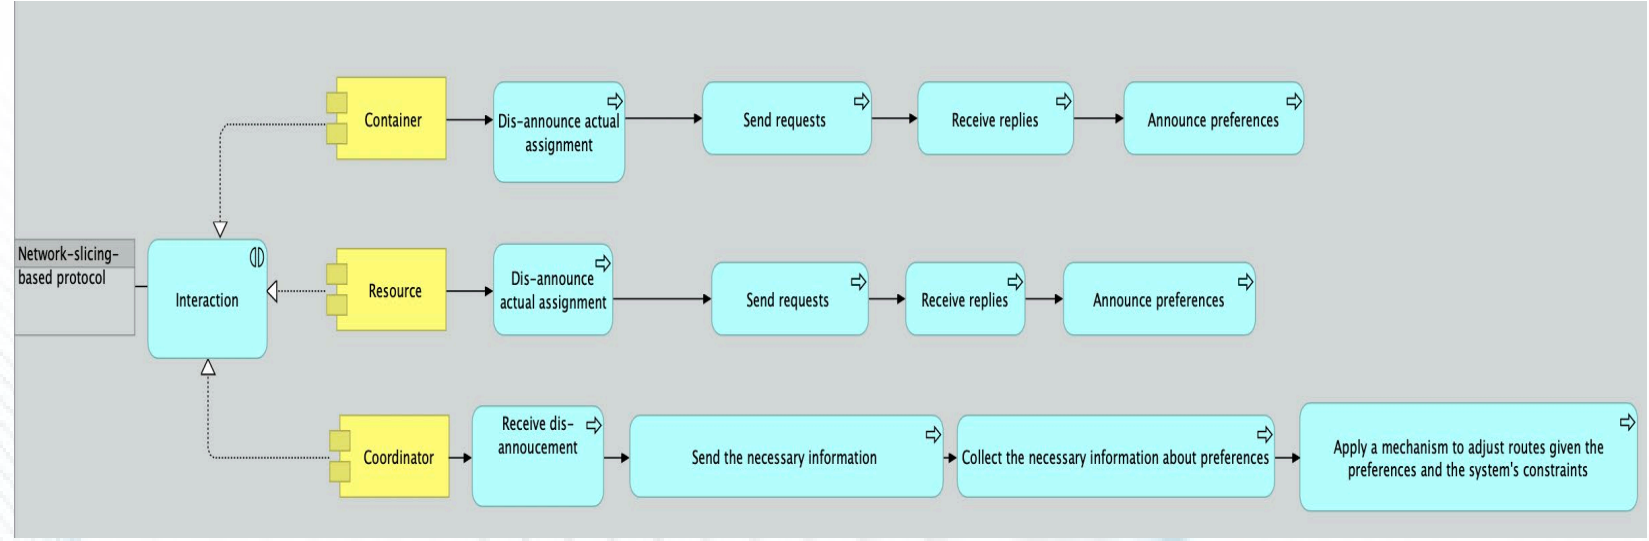 Container
Dis-announce actual
assignment
Send requests
Receive replies
Announce preferences
Network-slicing-
based protocol
Interaction
Resource
Dis-announce
actual assignment
Send requests
Receive replies
Announce preferences
Coordinator
Receive dis-
annoucement
Send the necessary information
Collect the necessary information about preferences
Apply a mechanism to adjust routes given the
preferences and the system's constraints